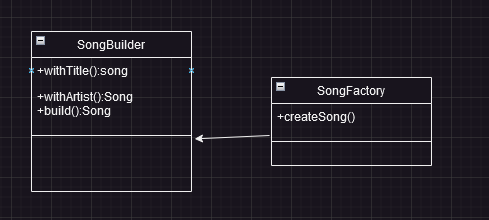 SongBuilder
+withTitle():song
+withArtist():Song
+build():Song
SongFactory
+createSong()